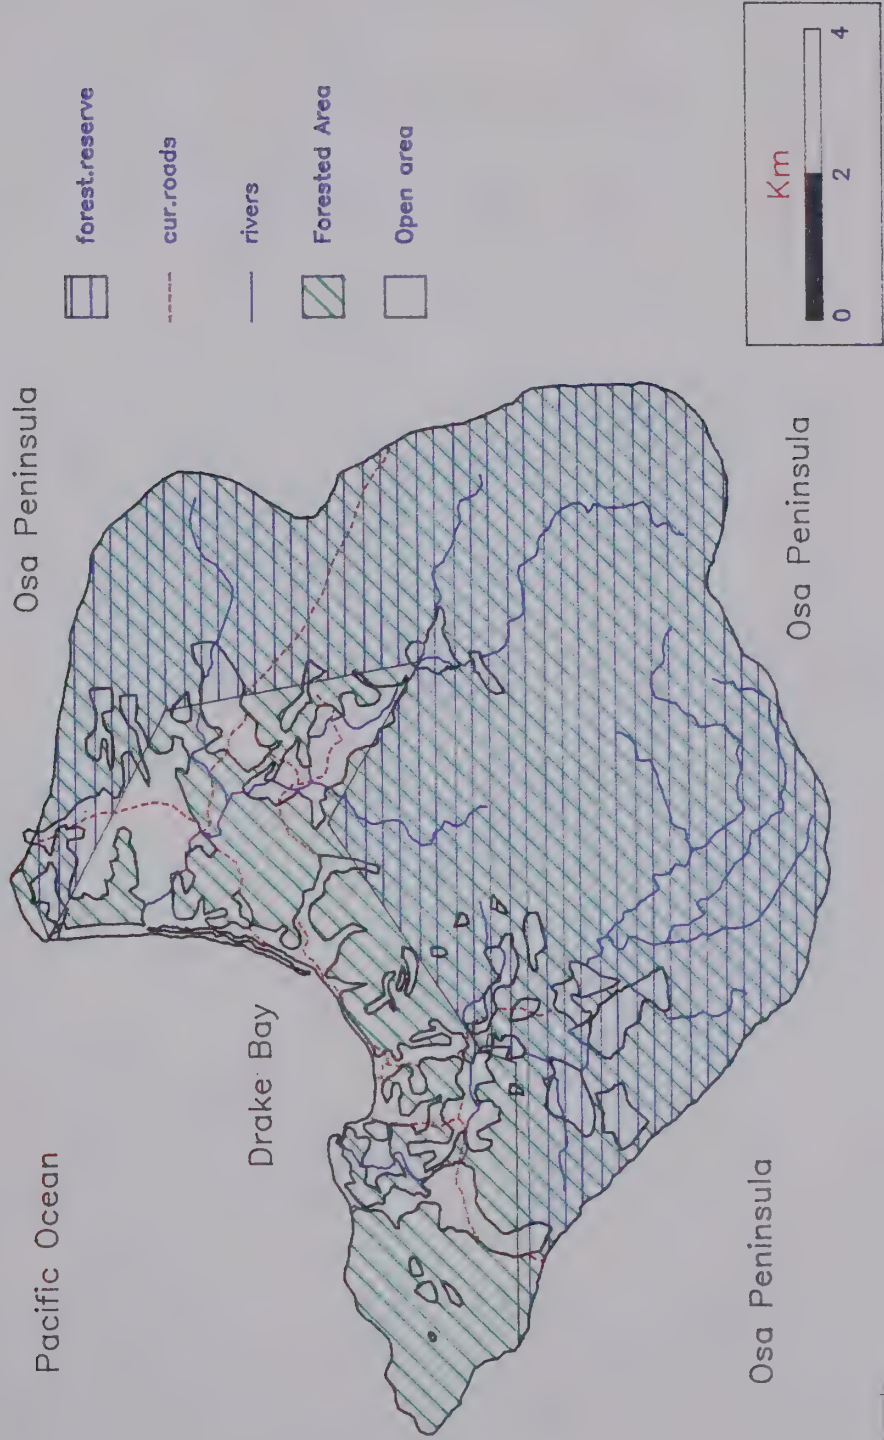 Pacific Ocean
Drake Bay
Osa Peninsula
Osa Peninsula
Osa Peninsula
forest.reserve
cur.roads
rivers
Forested Area
Open area
Km
0 2 4